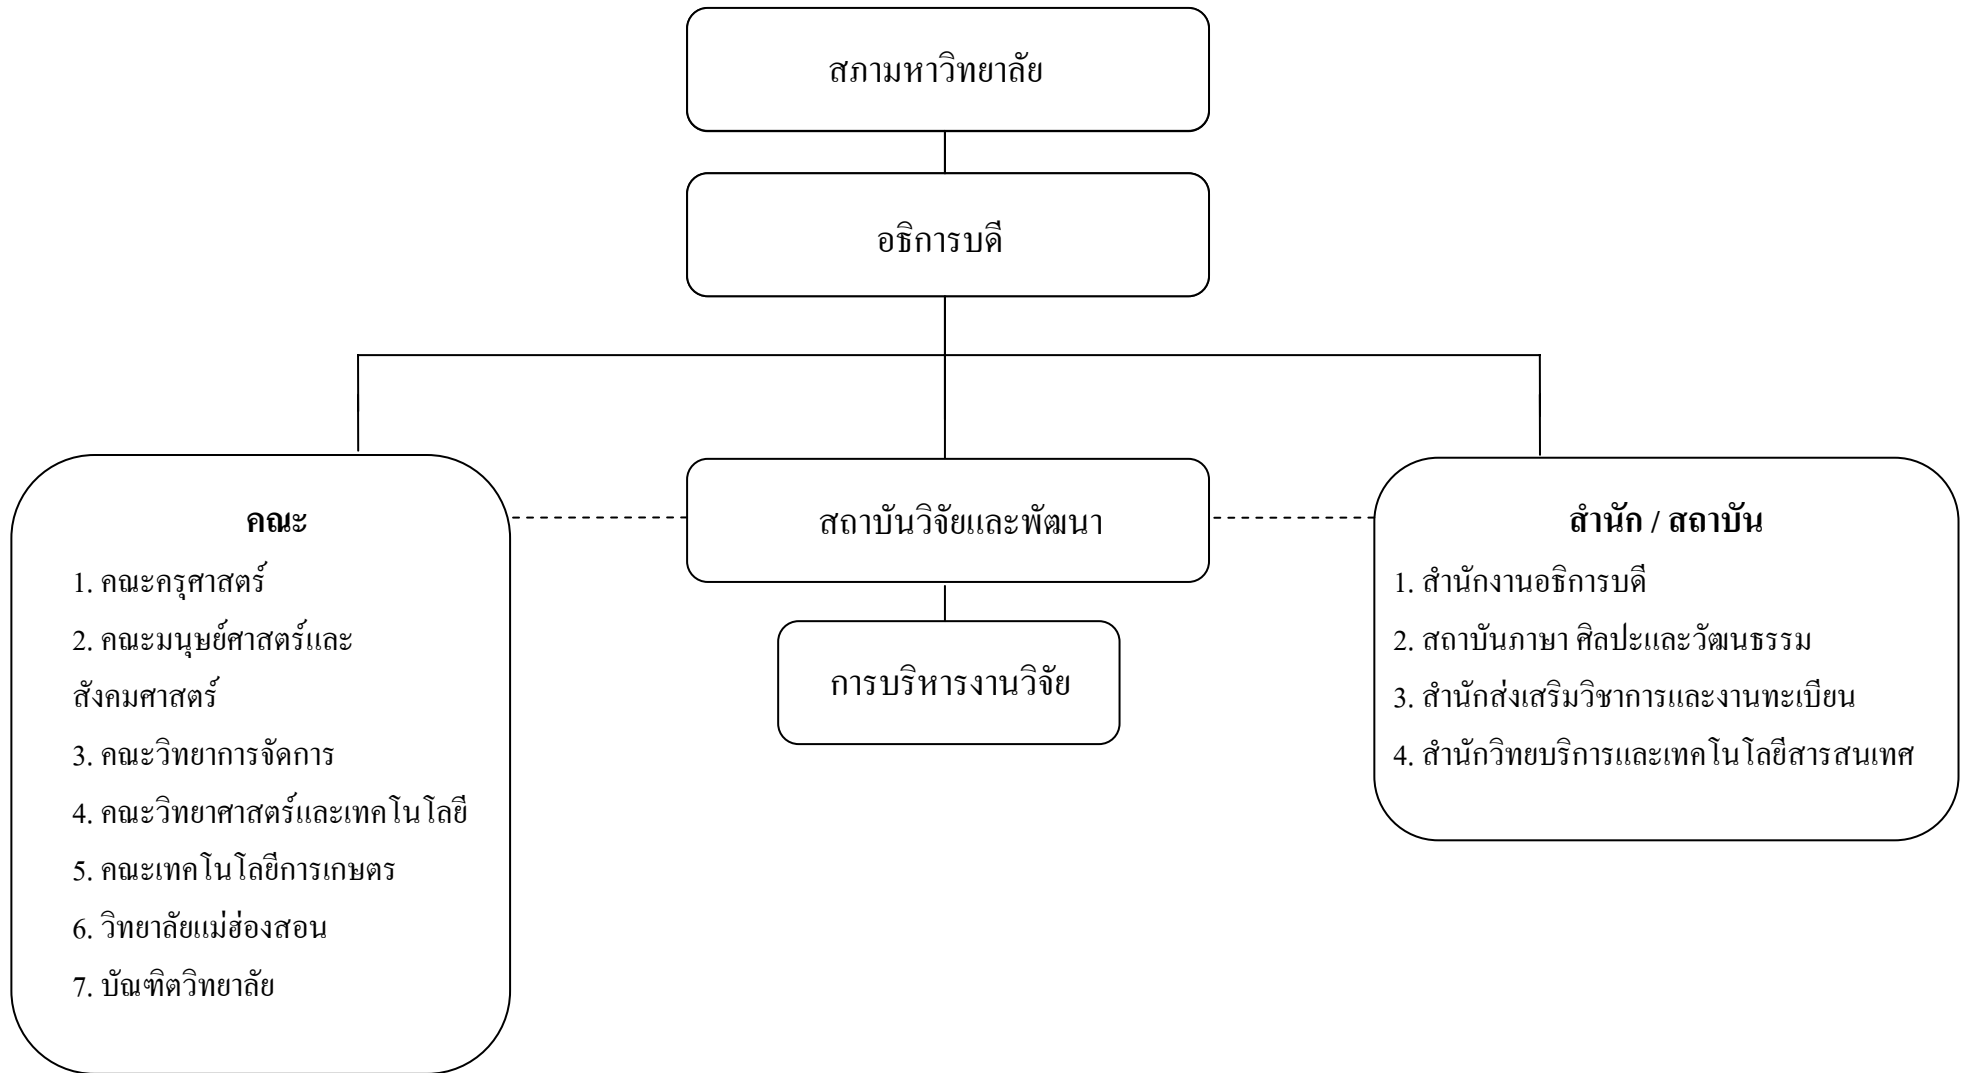 สภามหาวิทยาลัย
อธิการบดี
คณะ
1. คณะครุศาสตร์
2. คณะมนุษย์ศาสตร์และ
สังคมศาสตร์
3. คณะวิทยาการจัดการ
4. คณะวิทยาศาสตร์และเทคโนโลยี
5. คณะเทคโนโลยีการเกษตร
6. วิทยาลัยแม่ฮ่องสอน
7. บัณฑิตวิทยาลัย
สถาบันวิจัยและพัฒนา
การบริหารงานวิจัย
สำนัก / สถาบัน
1. สำนักงานอธิการบดี
2. สถาบันภาษา ศิลปะและวัฒนธรรม
3. สำนักส่งเสริมวิชาการและงานทะเบียน
4. สำนักวิทยบริการและเทคโนโลยีสารสนเทศ